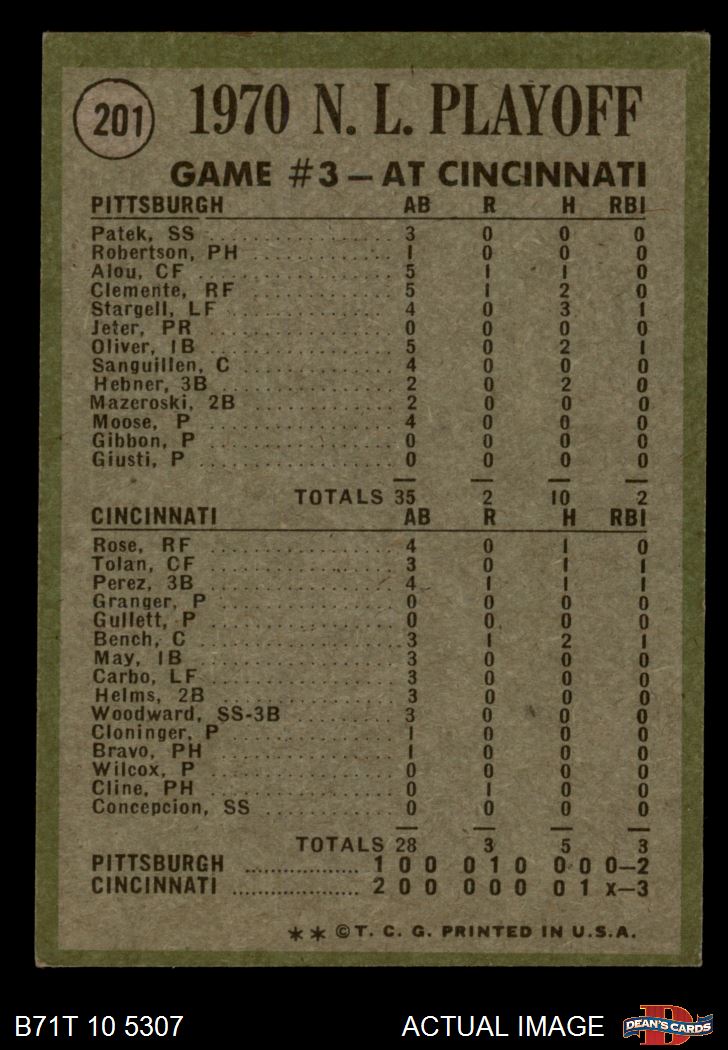 201
1970 N. L. PLAYOFF
GAME #3 – AT CINCINNATI
PITTSBURGH AB R H RBI
Patek, SS 3 0 0 0
Robertson, PH 1 0 0 0
Alou, CF 5 1 1 0
Clemente, RF 5 1 2 0
Stargell, LF 4 0 3 1
Jeter, PR 0 0 0 0
Oliver, 1B 5 0 2 1
Sanguillen, C 4 0 0 0
Hebner, 3B 2 0 2 0
Mazeroski, 2B 2 0 0 0
Moose, P 4 0 0 0
Gibbon, P 0 0 0 0
Giusti, P 0 0 0 0
TOTALS 35 2 10 2
CINCINNATI AB R H RBI
Rose, RF 4 0 1 0
Tolan, CF 3 0 1 1
Perez, 3B 4 1 1 1
Granger, P 0 0 0 0
Gullett, P 0 0 0 0
Bench, C 3 1 2 1
May, 1B 3 0 0 0
Carbo, LF 3 0 0 0
Helms, 2B 3 0 0 0
Woodward, SS-3B 3 0 0 0
Cloninger, P 1 0 0 0
Bravo, PH 1 0 0 0
Wilcox, P 0 0 0 0
Cline, PH 0 1 0 0
Concepcion, SS 0 0 0 0
TOTALS 28 3 5 3
PITTSBURGH 1 0 0 0 1 0 0 0 0–2
CINCINNATI 2 0 0 0 0 0 0 1 x–3
** ©T. C. G. PRINTED IN U.S.A.
B71T 10 5307 ACTUAL IMAGE DEAN'S CARDS